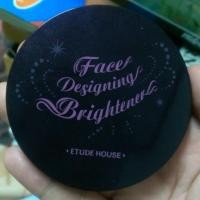 Face
Designing
Brightener
• ETUDE HOUSE •